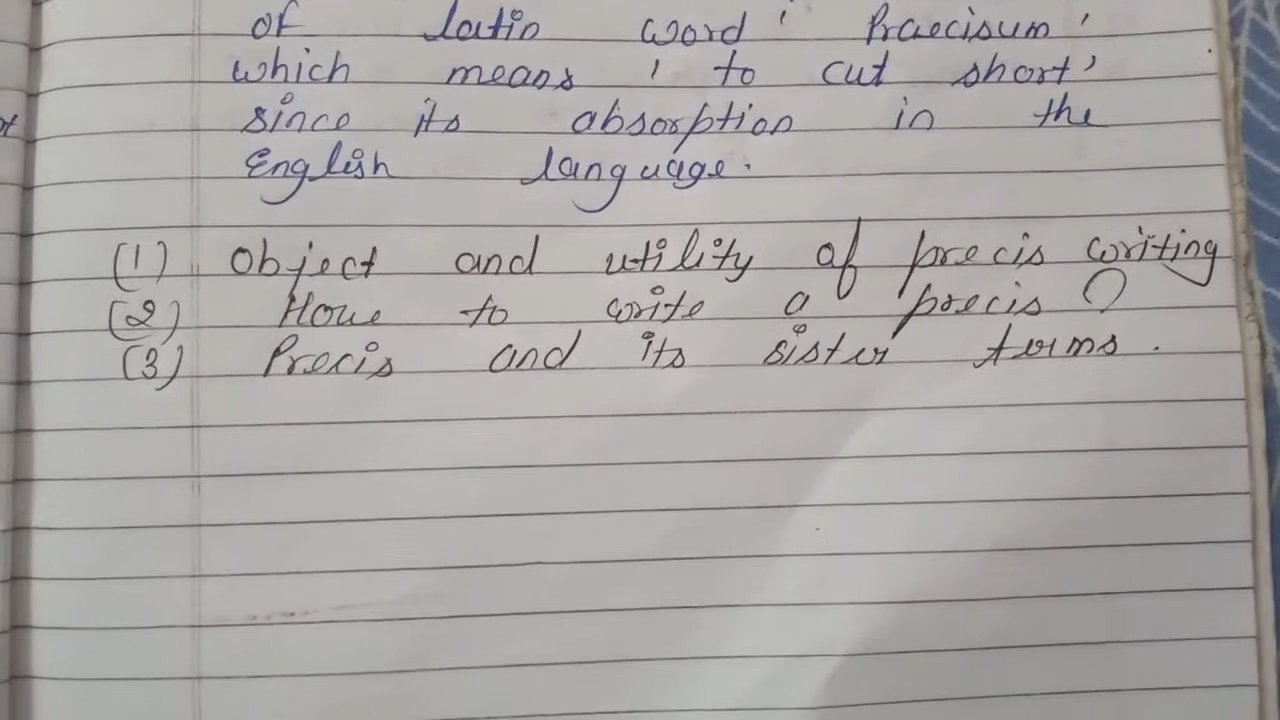 of Latin word ' Praecisum '
which means ' to cut short '
since its absorption in the
English language.
(1) Object and utility of precis writing
(2) How to write a precis ?
(3) Precis and its sister terms .